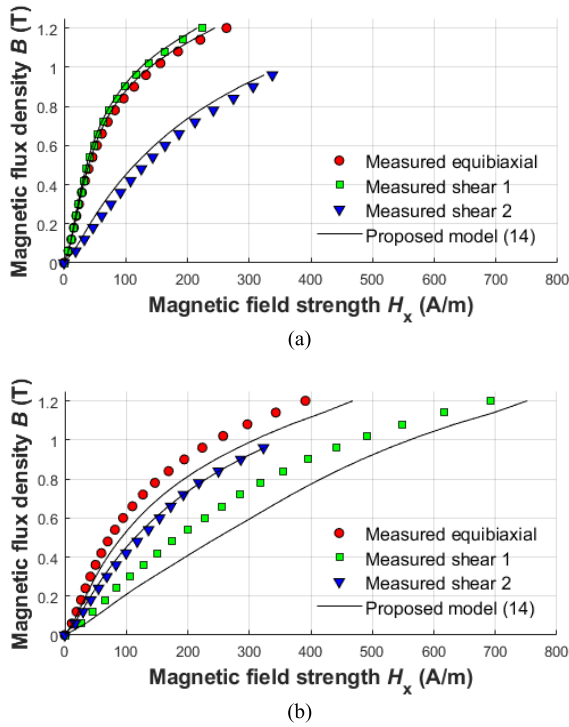 1.2
1
0.8
0.6
0.4
0.2
0
Magnetic flux density B (T)
Measured equibiaxial
Measured shear 1
Measured shear 2
Proposed model (14)
0 100 200 300 400 500 600 700 800
Magnetic field strength Hx (A/m)
(a)
1.2
1
0.8
0.6
0.4
0.2
0
Magnetic flux density B (T)
Measured equibiaxial
Measured shear 1
Measured shear 2
Proposed model (14)
0 100 200 300 400 500 600 700 800
Magnetic field strength Hx (A/m)
(b)